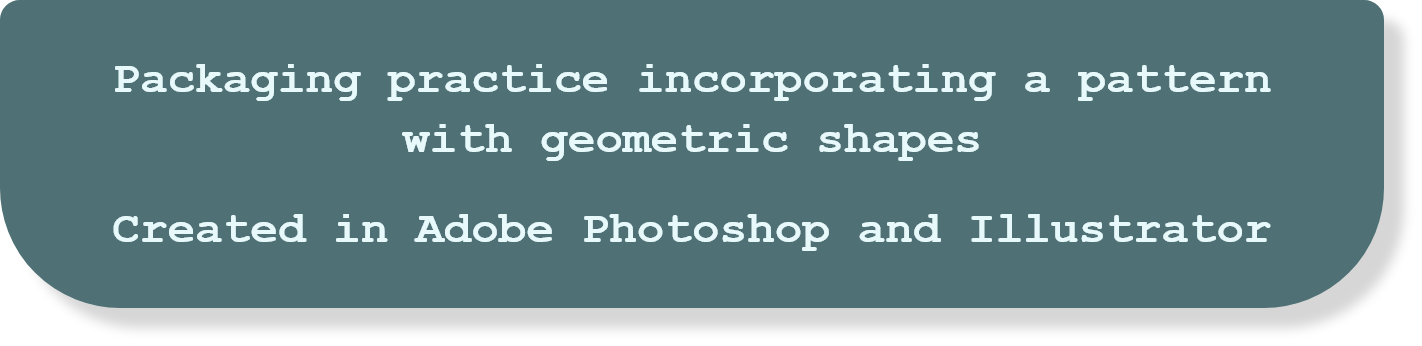 Packaging practice incorporating a pattern
with geometric shapes
Created in Adobe Photoshop and Illustrator